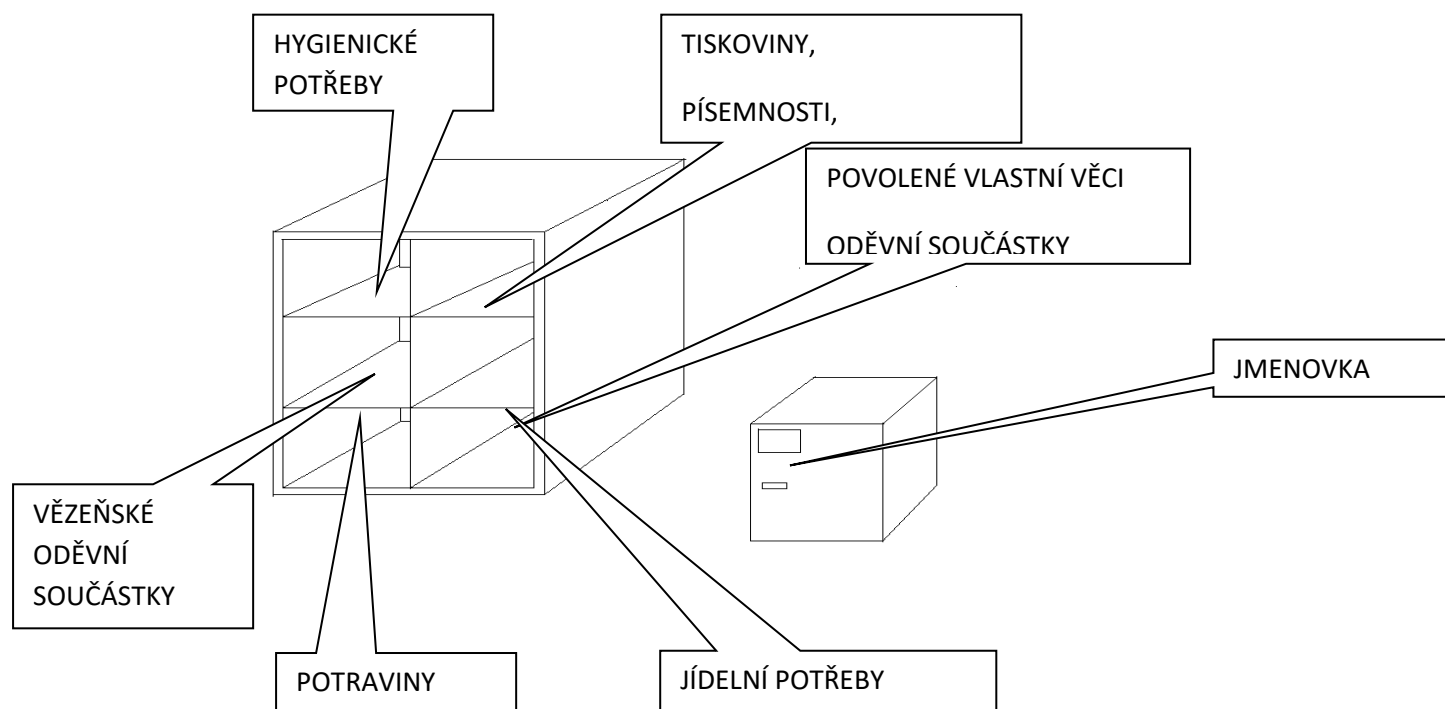 HYGIENICKÉ
POTŘEBY
TISKOVINY,
PÍSEMNOSTI,
POVOLENÉ VLASTNÍ VĚCI
ODĚVNÍ SOUČÁSTKY
JMENOVKA
VĚZEŇSKÉ
ODĚVNÍ
SOUČÁSTKY
POTRAVINY
JÍDELNÍ POTŘEBY